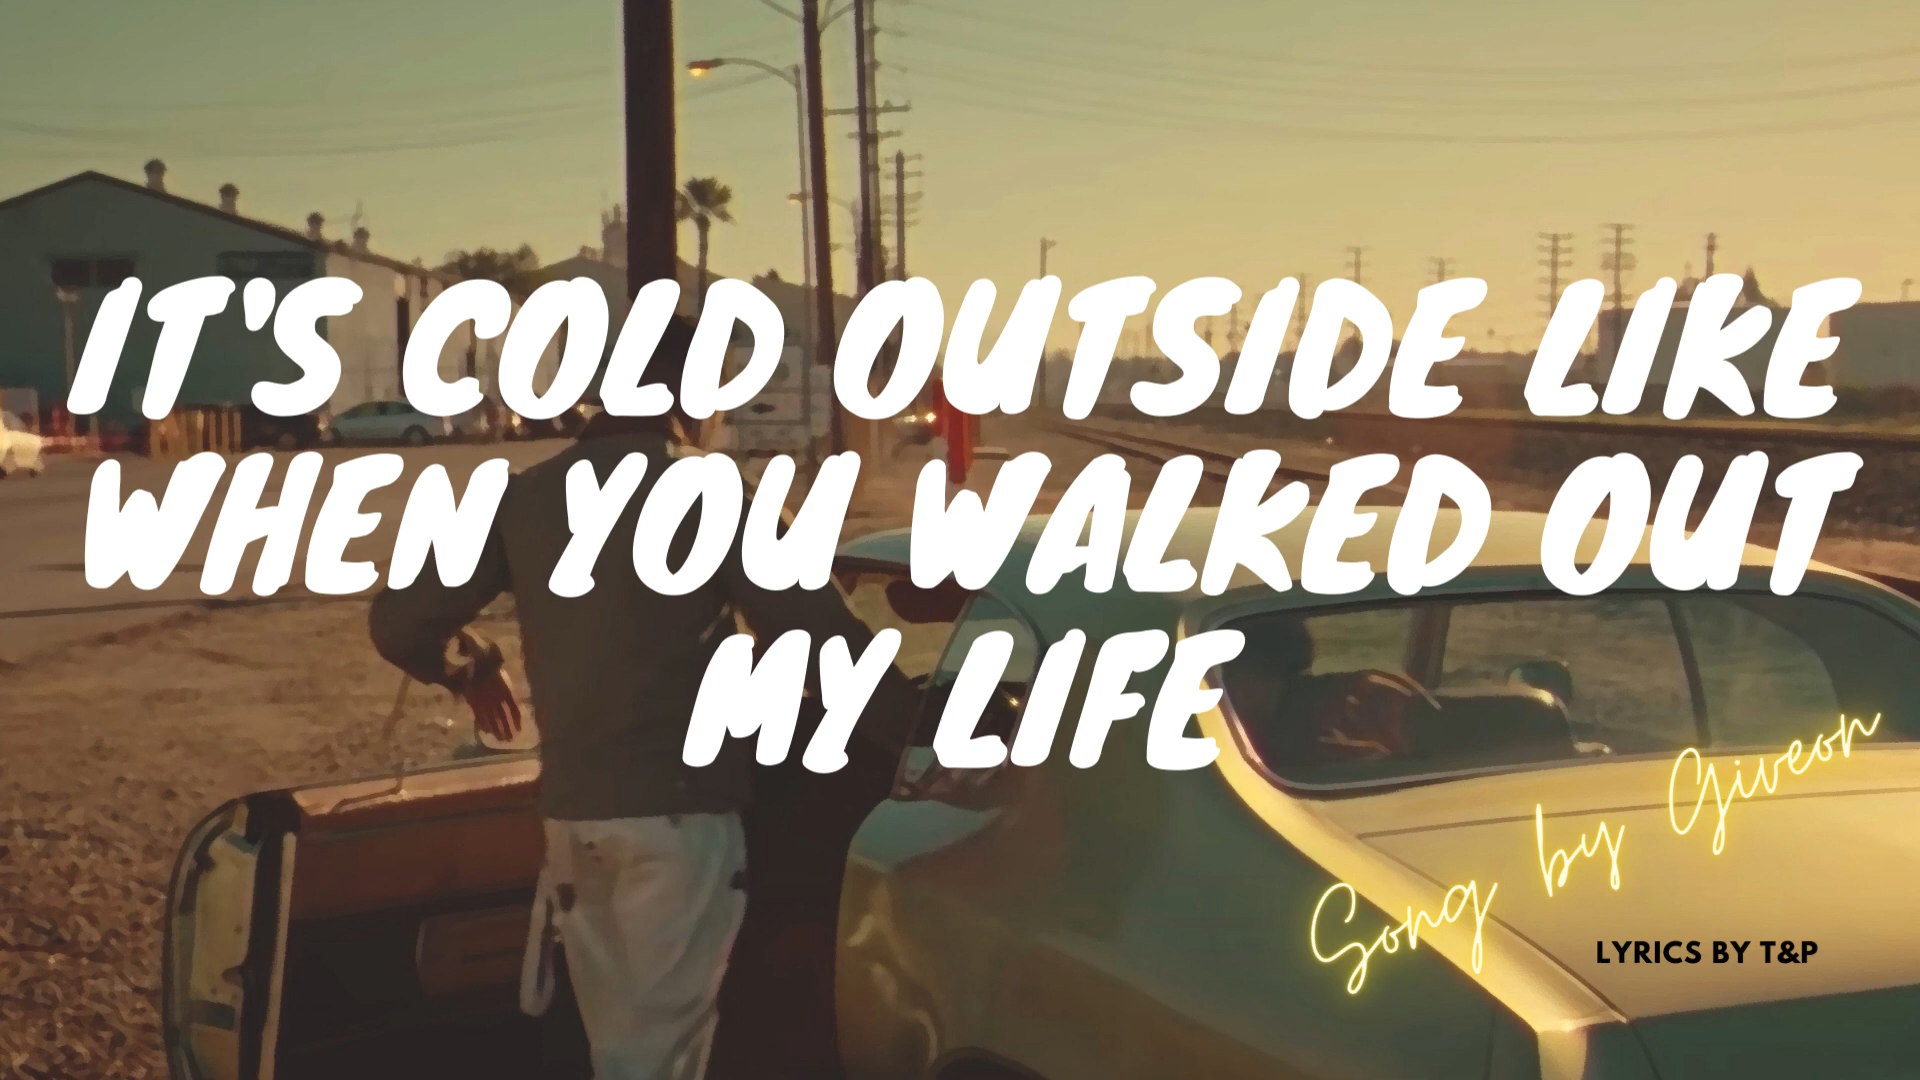 IT'S COLD OUTSIDE LIKE
WHEN YOU WALKED OUT
MY LIFE
Song by Giveon
LYRICS BY T&P